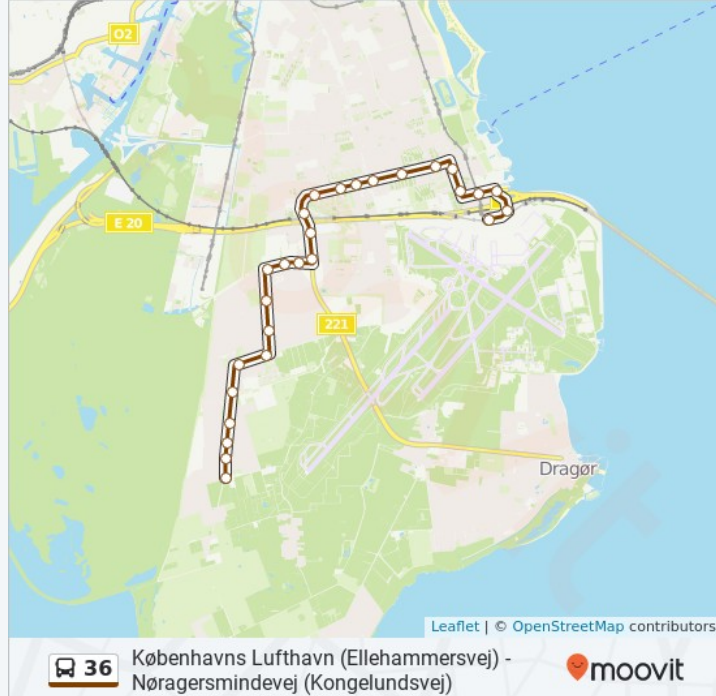 O2
E 20
221
Dragør
Leaflet | © OpenStreetMap contributors
36
Københavns Lufthavn (Ellehammersvej) -
Nøragersmindevej (Kongelundsvej)
moovit